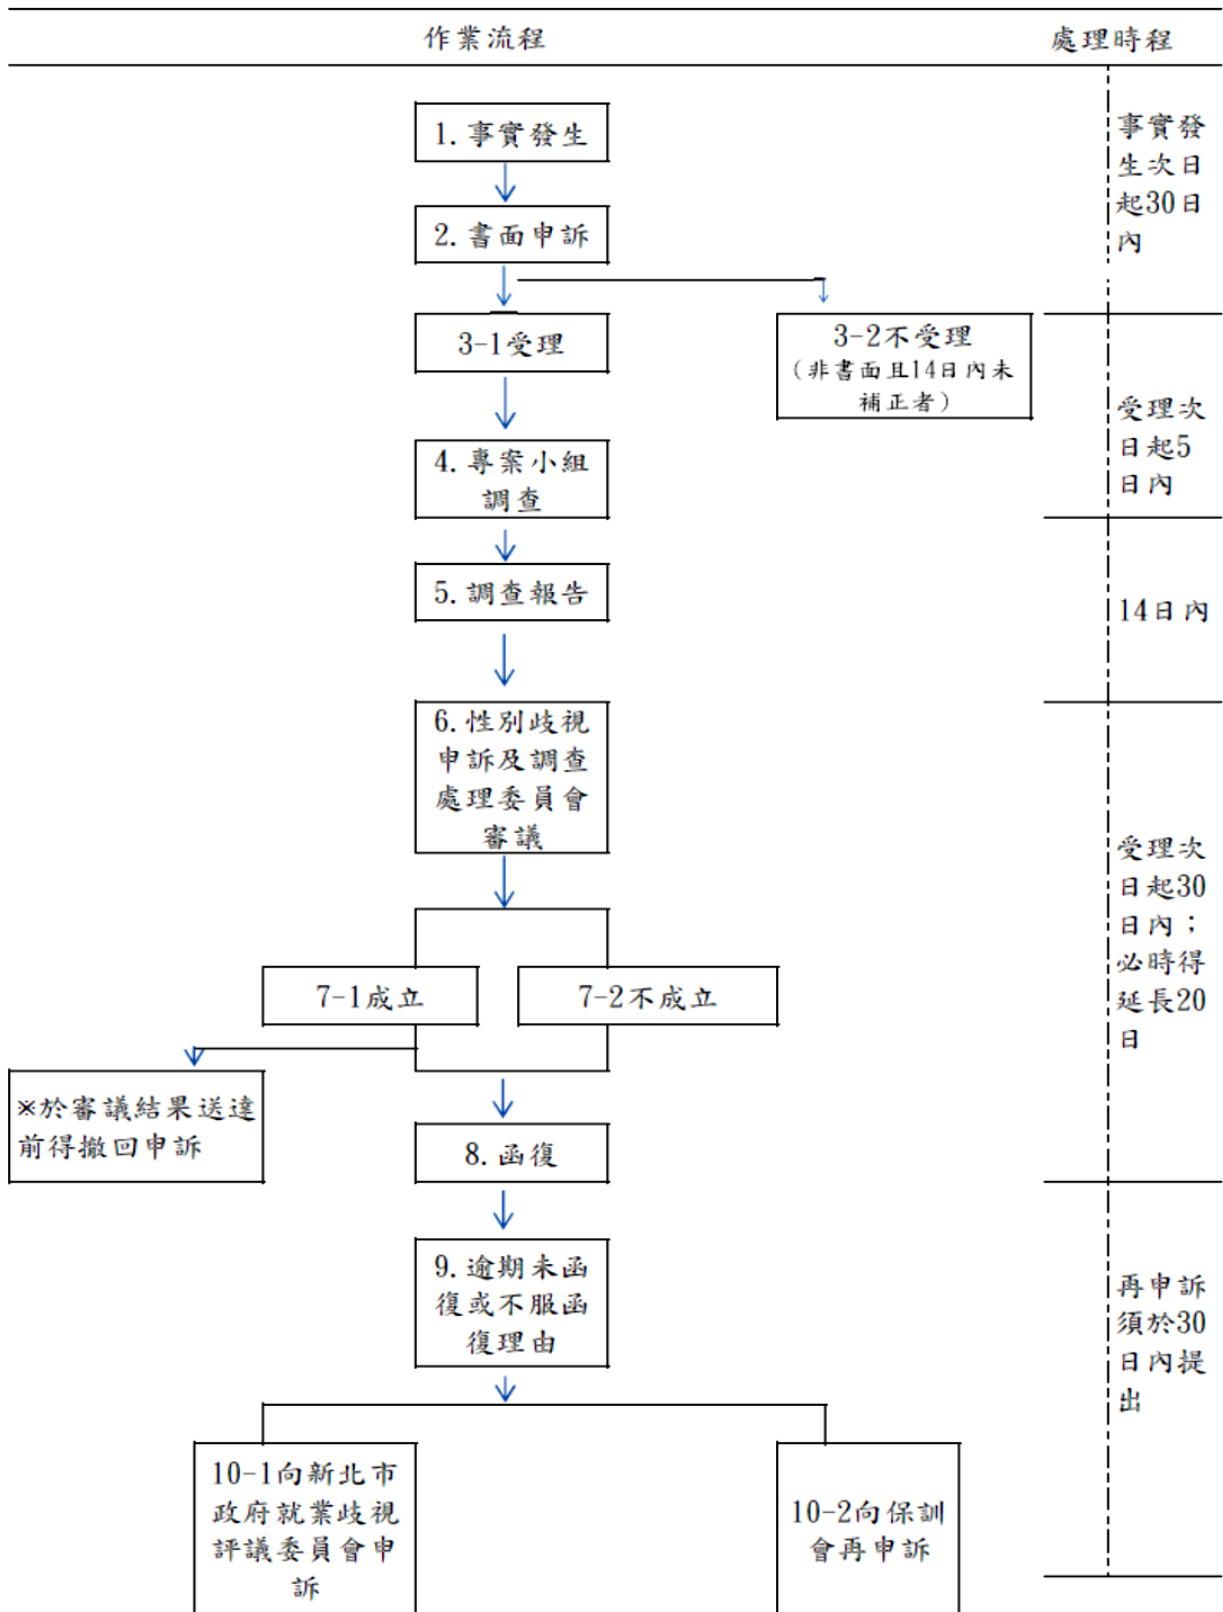 作業流程
處理時程
1.事實發生
事實發
生次日
起30日
內
2.書面申訴
3-1受理
3-2不受理
（非書面且14日內未
補正者）
受理次
日起5
日內
4.專案小組
調查
5.調查報告
14日內
6.性別歧視
申訴及調查
處理委員會
審議
受理次
日起30
日內；
必時得
延長20
日
7-1成立
7-2不成立
※於審議結果送達
前得撤回申訴
8.函復
9.逾期未函
復或不服函
復理由
再申訴
須於30
日內提
出
10-1向新北市
政府就業歧視
評議委員會申
訴
10-2向保訓
會再申訴